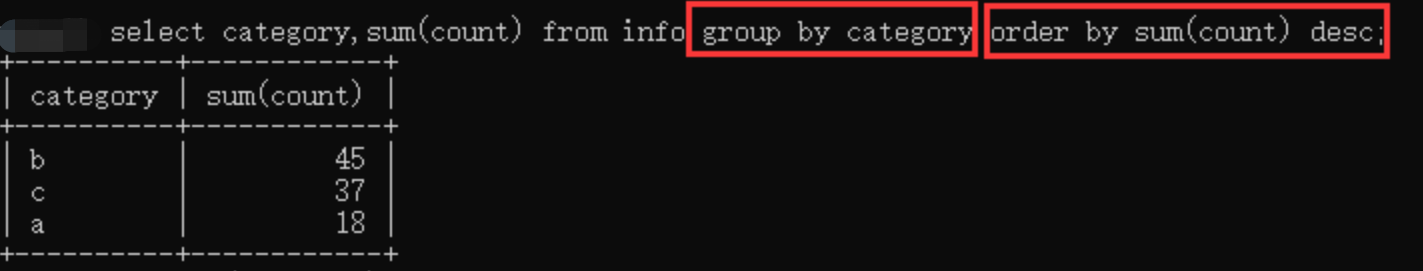 select category,sum(count) from info group by category order by sum(count) desc;
+----------+------------+
| category | sum(count) |
+----------+------------+
| b | 45 |
| c | 37 |
| a | 18 |
+----------+------------+